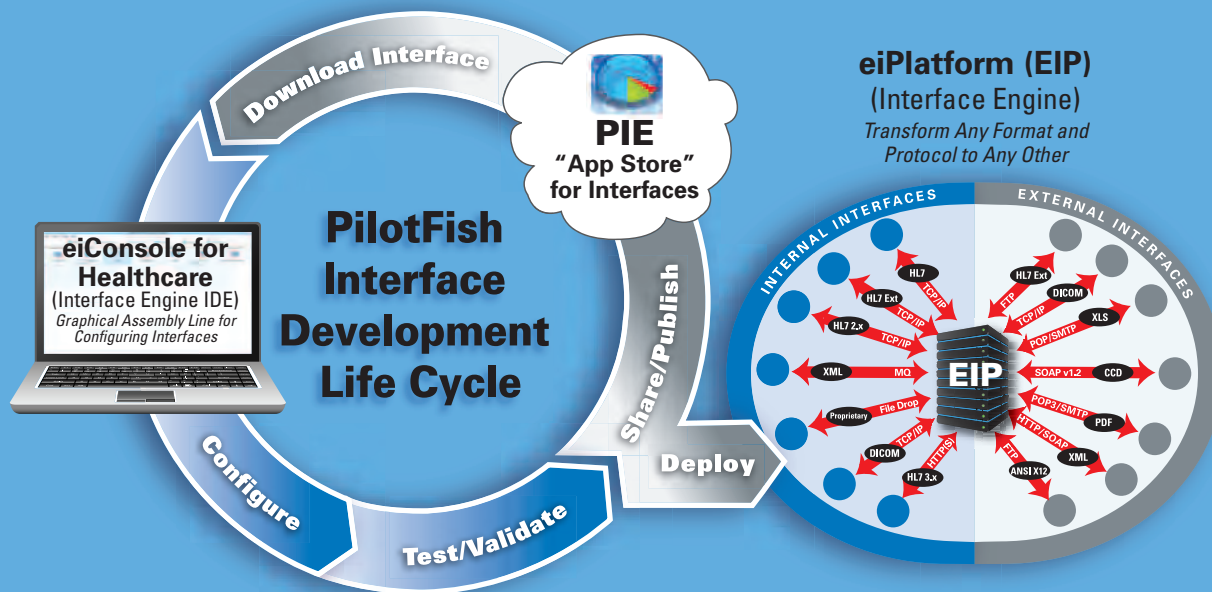 Download Interface
PIE
“App Store”
for Interfaces
eiConsole for
Healthcare
(Interface Engine IDE)
Graphical Assembly Line for
Configuring Interfaces
PilotFish
Interface
Development
Life Cycle
Configure
Test/Validate
Share/Publish
Deploy
eiPlatform (EIP)
(Interface Engine)
Transform Any Format and
Protocol to Any Other
INTERNAL INTERFACES
EXTERNAL INTERFACES
HL7
TCP/IP
HL7 Ext
TCP/IP
HL7 2.x
TCP/IP
XML
MQ
Proprietary
File Drop
DICOM
TCP/IP
HL7 3.x
HTTP(S)
EIP
HL7 Ext
FTP
DICOM
TCP/IP
XLS
POP/SMTP
SOAP v1.2
CCD
POP3/SMTP
PDF
HTTP/SOAP
XML
FTP
ANSI X12